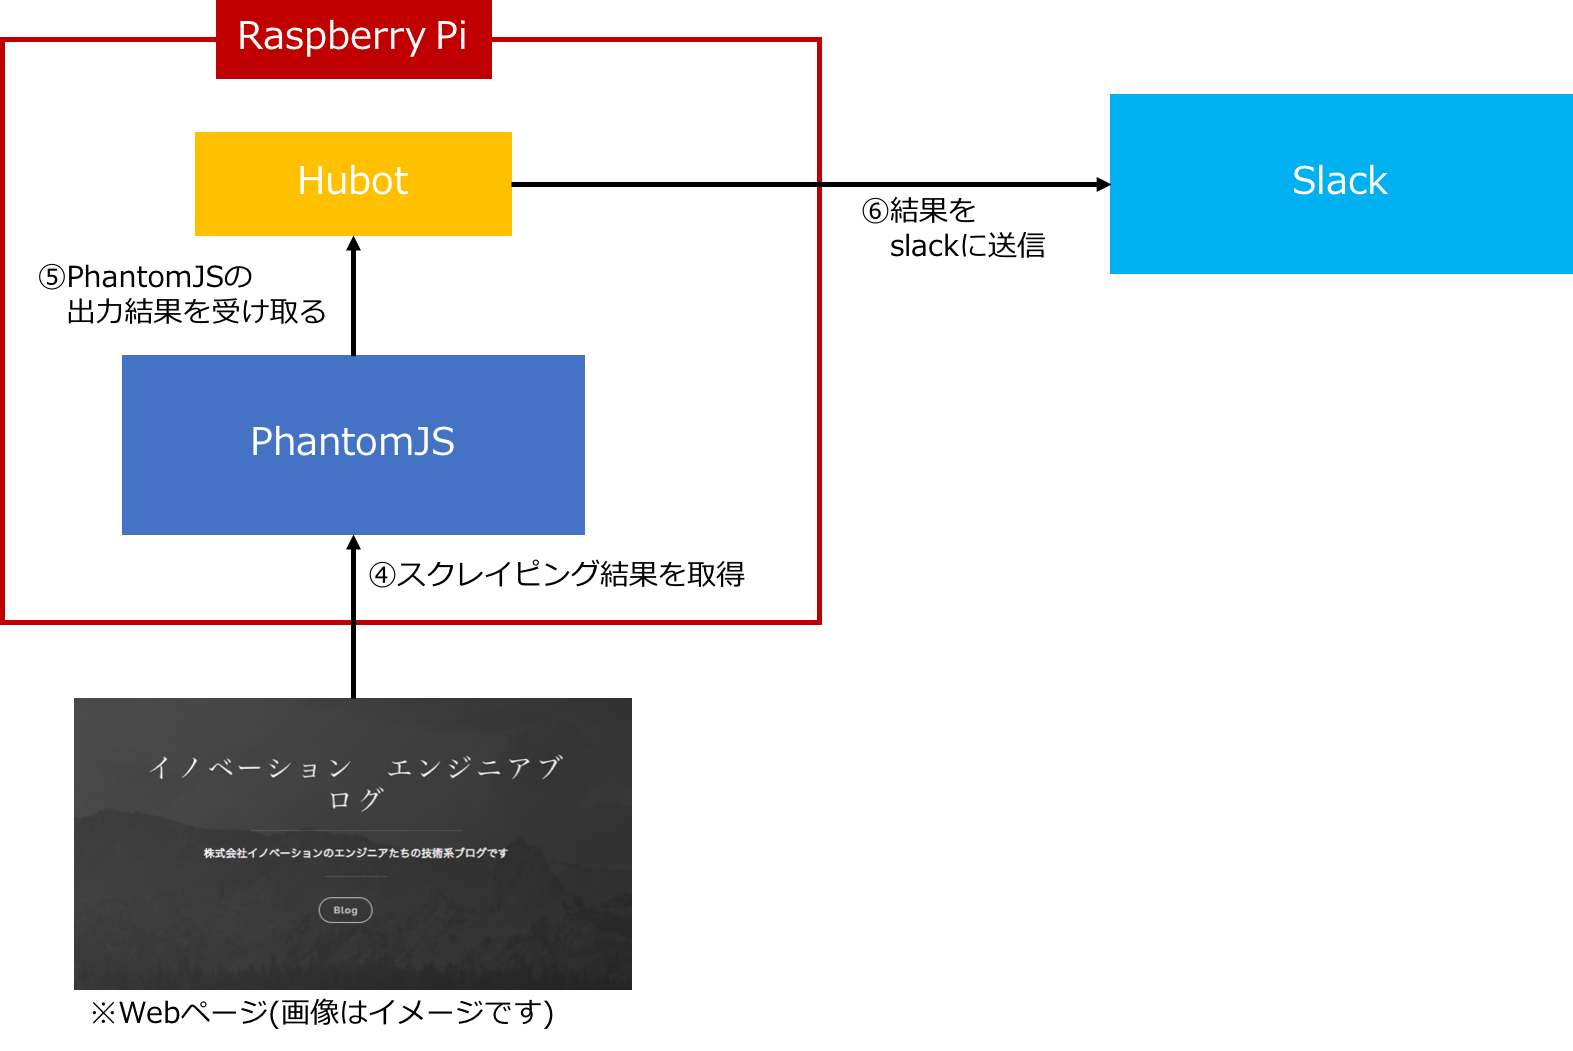 Raspberry Pi
Hubot
Slack
⑥結果を
slackに送信
⑤PhantomJSの
出力結果を受け取る
PhantomJS
④スクレイピング結果を取得
イノベーション　エンジニアブ
ログ
株式会社イノベーションのエンジニアたちの技術系ブログです
Blog
※Webページ(画像はイメージです)